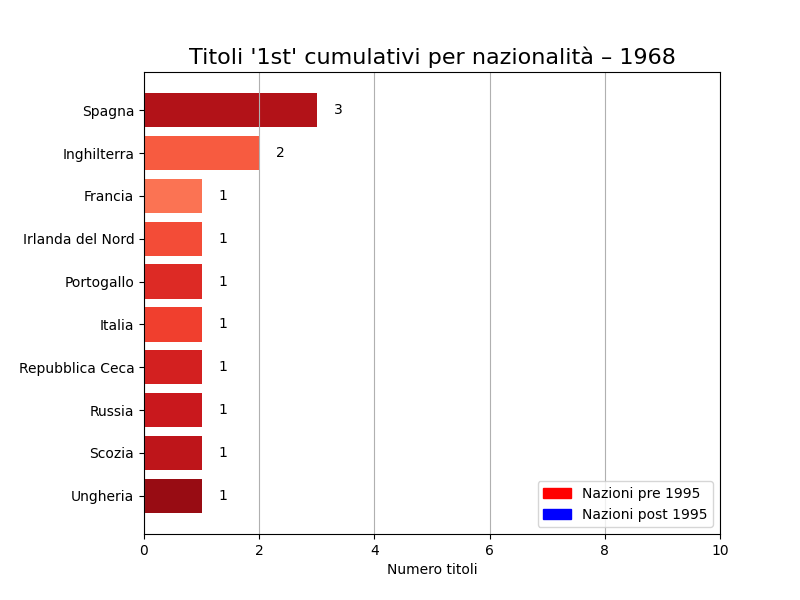 Titoli '1st' cumulativi per nazionalità – 1968
Spagna 3
Inghilterra 2
Francia 1
Irlanda del Nord 1
Portogallo 1
Italia 1
Repubblica Ceca 1
Russia 1
Scozia 1
Ungheria 1
Nazioni pre 1995
Nazioni post 1995
0 2 4 6 8 10
Numero titoli